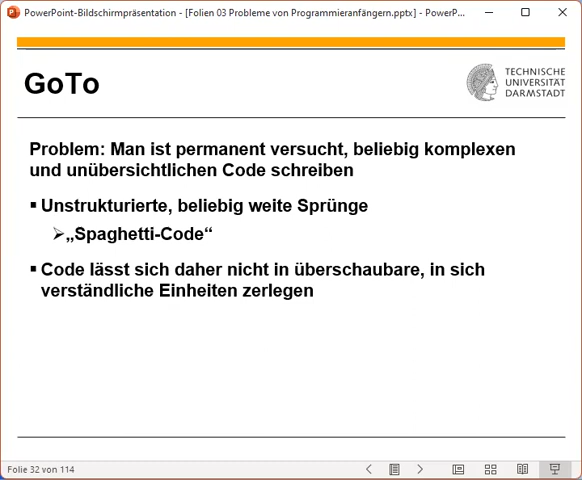 PowerPoint-Bildschirmpräsentation - [Folien 03 Probleme von Programmieranfängern.pptx] - PowerP...
GoTo
TECHNISCHE
UNIVERSITÄT
DARMSTADT
Problem: Man ist permanent versucht, beliebig komplexen
und unübersichtlichen Code schreiben
▪ Unstrukturierte, beliebig weite Sprünge
➢ „Spaghetti-Code“
▪ Code lässt sich daher nicht in überschaubare, in sich
verständliche Einheiten zerlegen
Folie 32 von 114